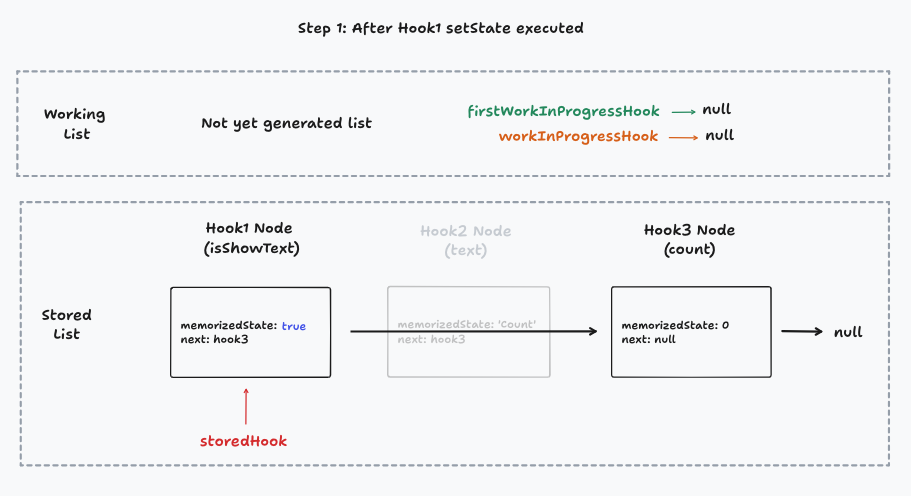 Step 1: After Hook1 setState executed
Working
List
Not yet generated list
firstWorkInProgressHook
null
workInProgressHook
null
Hook1 Node
(isShowText)
Hook2 Node
(text)
Hook3 Node
(count)
Stored
List
memorizedState: true
next: hook3
memorizedState: 'Count'
next: hook3
memorizedState: 0
next: null
null
storedHook